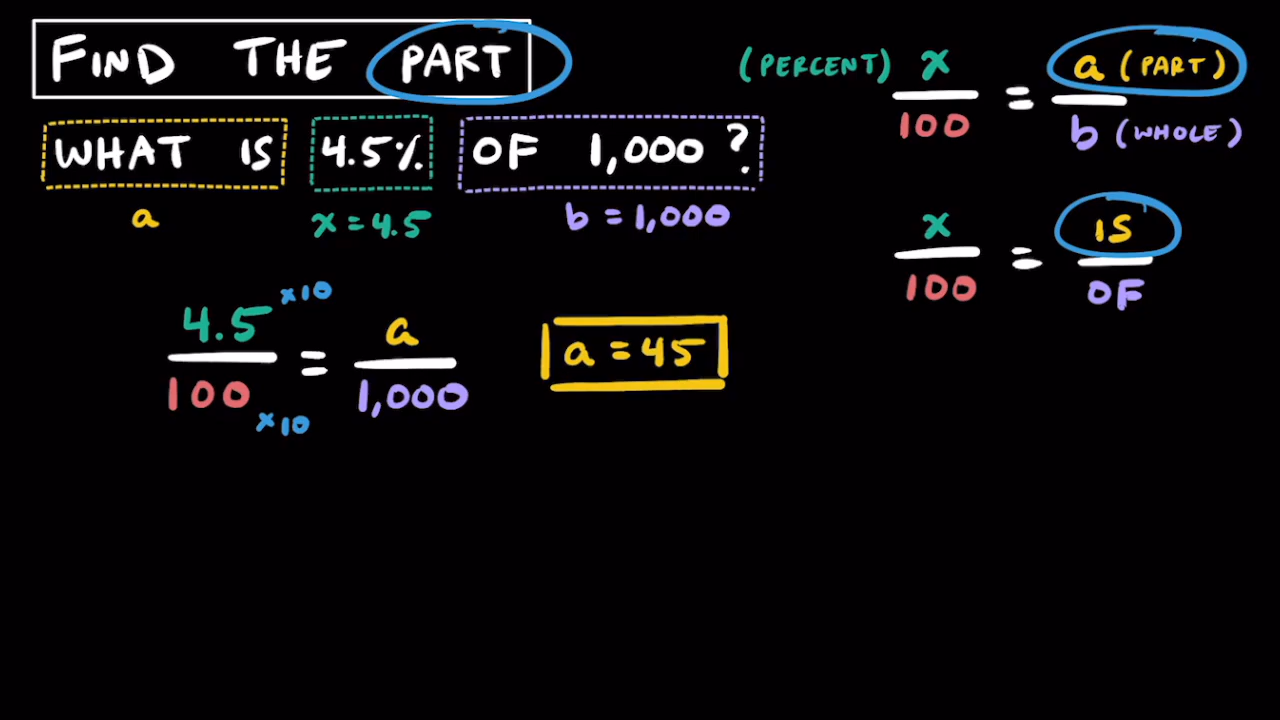 FIND THE PART
WHAT IS 4.5% OF 1,000?
a
x = 4.5
b = 1,000
4.5 ×10
100 ×10
=
a
1,000
a = 45
(PERCENT) x
100
=
a (PART)
b (WHOLE)
x
100
=
IS
OF